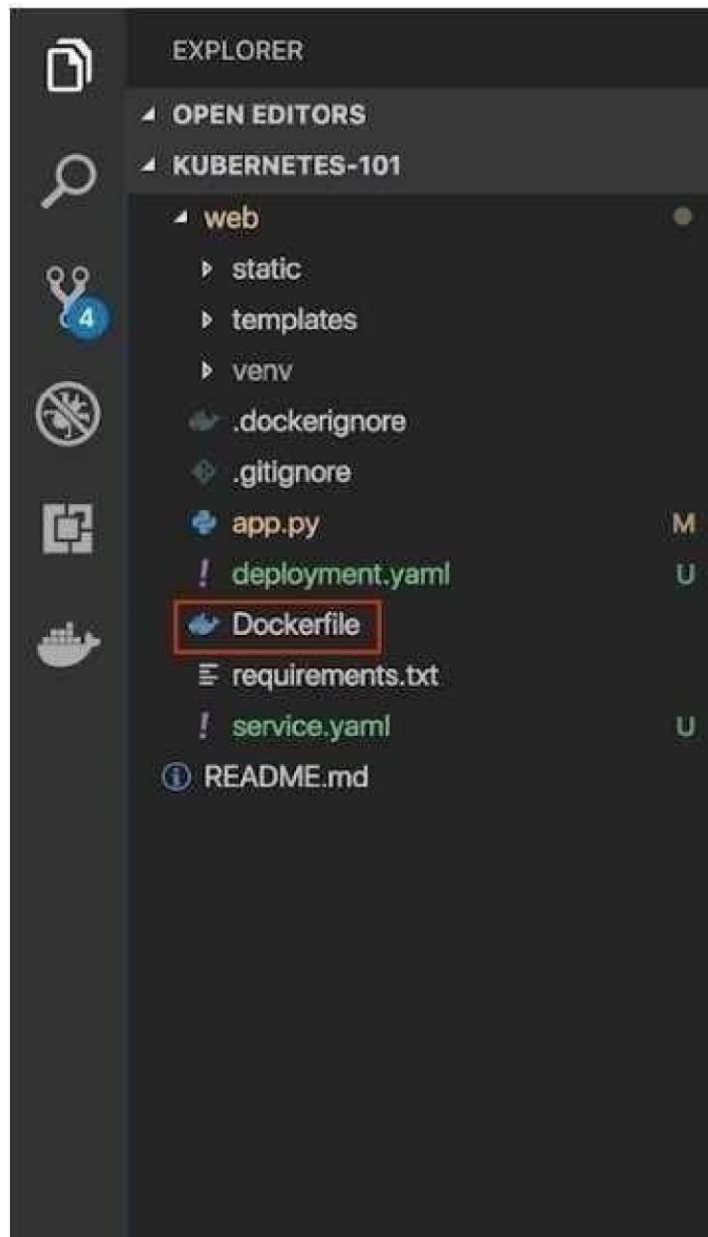 EXPLORER
OPEN EDITORS
KUBERNETES-101
web
static
templates
4
venv
.dockerignore
.gitignore
app.py M
deployment.yaml U
Dockerfile
requirements.txt
service.yaml U
README.md